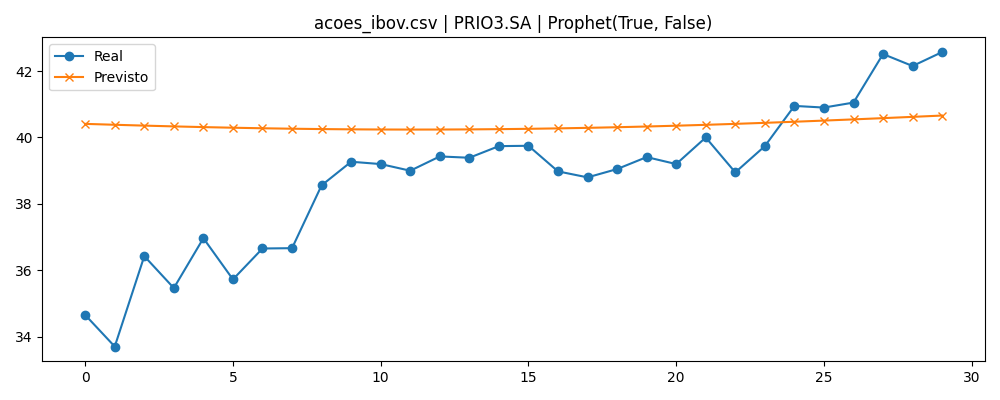 acoes_ibov.csv | PRIO3.SA | Prophet(True, False)
Real
Previsto
42
40
38
36
34
0 5 10 15 20 25 30